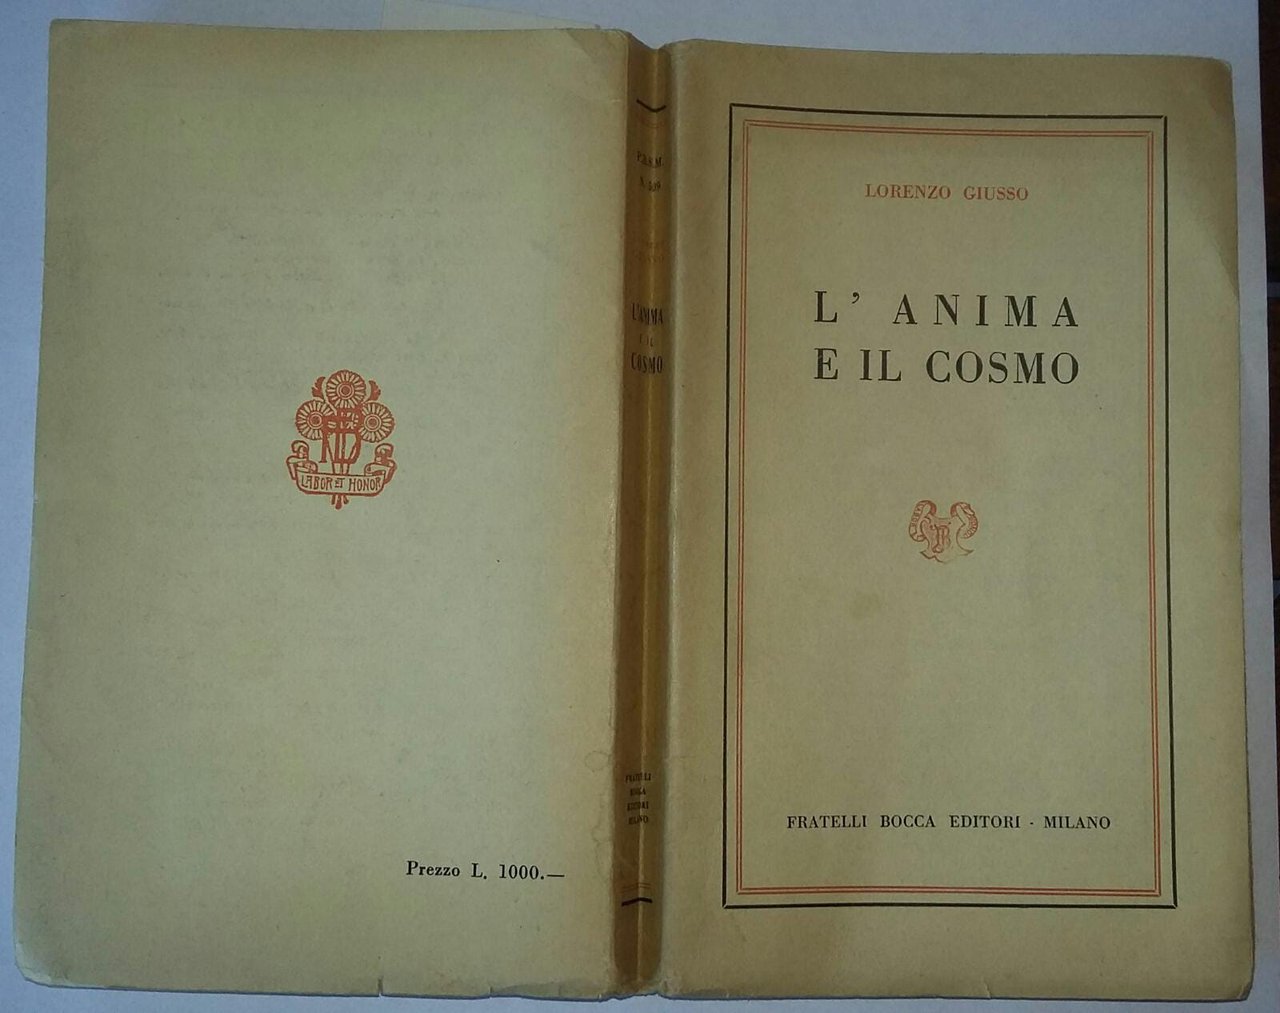 LABOR ET HONOR
Prezzo L. 1000.—
L'ANIMA
E IL
COSMO
FRATELLI
BOCCA
EDITORI
MILANO
LORENZO GIUSSO
L' ANIMA
E IL COSMO
FRATELLI BOCCA EDITORI - MILANO